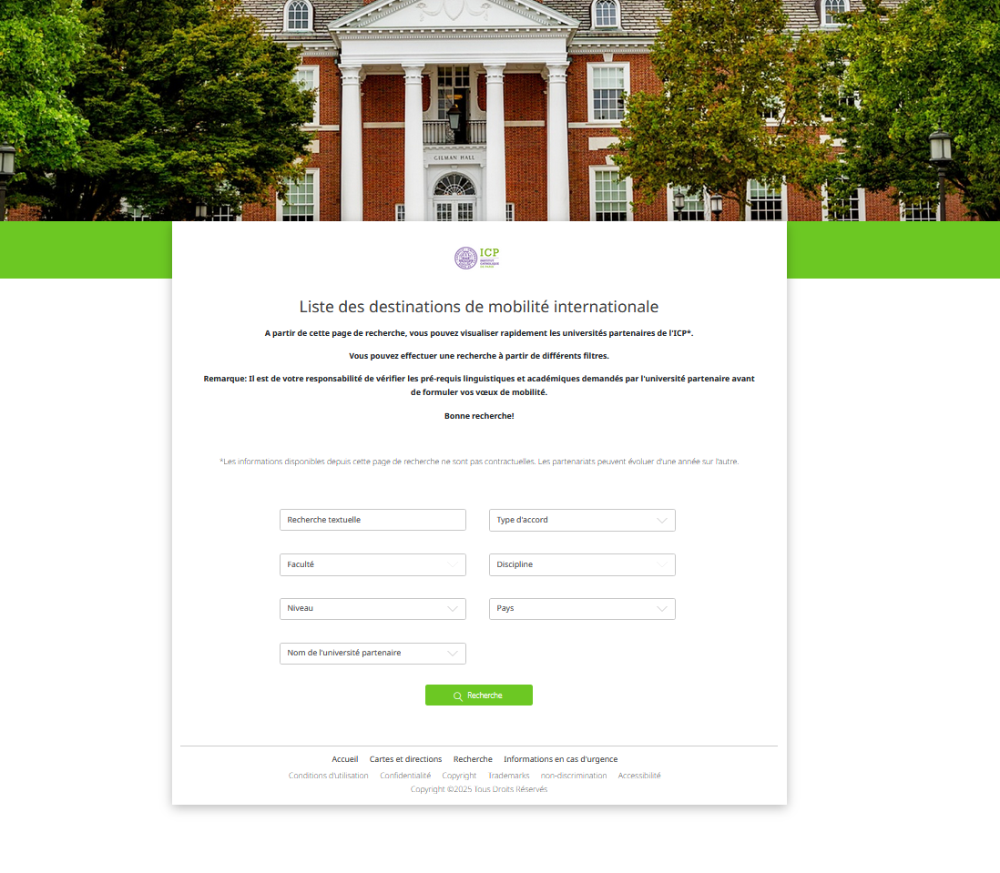 GILMAN HALL
ICP
INSTITUT
CATHOLIQUE
DE PARIS
Liste des destinations de mobilité internationale
A partir de cette page de recherche, vous pouvez visualiser rapidement les universités partenaires de l'ICP*.
Vous pouvez effectuer une recherche à partir de différents filtres.
Remarque: Il est de votre responsabilité de vérifier les pré-requis linguistiques et académiques demandés par l'université partenaire avant
de formuler vos vœux de mobilité.
Bonne recherche!
*Les informations disponibles depuis cette page de recherche ne sont pas contractuelles. Les partenariats peuvent évoluer d'une année sur l'autre.
Recherche textuelle
Type d'accord
Faculté
Discipline
Niveau
Pays
Nom de l'université partenaire
Recherche
Accueil Cartes et directions Recherche Informations en cas d'urgence
Conditions d'utilisation Confidentialité Copyright Trademarks non-discrimination Accessibilité
Copyright ©2025 Tous Droits Réservés